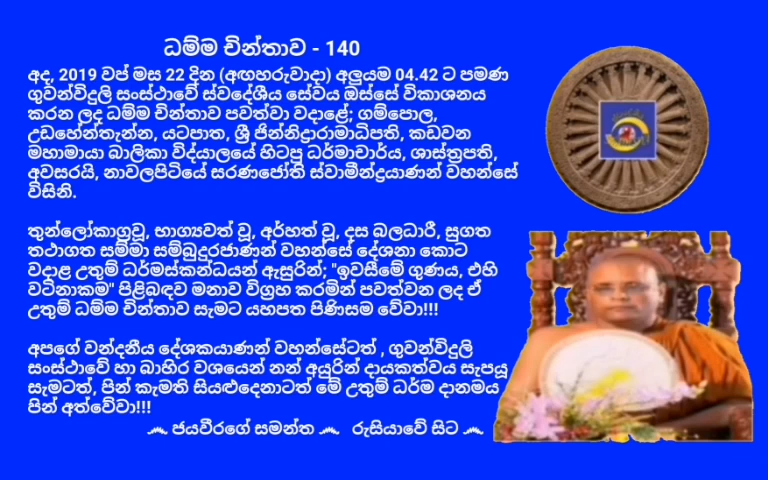 ධම්ම චින්තාව - 140
අද, 2019 වප් මස 22 දින (අඟහරුවාදා) අලුයම 04.42 ට පමණ
ගුවන්විදුලි සංස්ථාවේ ස්වදේශීය සේවය ඔස්සේ විකාශනය
කරන ලද ධම්ම චින්තාව පවත්වා වදාළේ; ගම්පොල,
උඩහේන්තැන්න, යටපාත, ශ්‍රී ජින්නිද්‍රාරාමාධිපති, කඩවන
මහාමායා බාලිකා විද්යාලයේ හිටපු ධර්මාචාර්ය, ශාස්ත්‍රපති,
අවසරයි, නාවලපිටියේ සරණජෝති ස්වාමීන්ද්‍රයාණන් වහන්සේ
විසිනි.
තුන්ලෝකාග්‍රවූ, භාග්‍යවත් වූ, අර්හත් වූ, දස බලධාරී, සුගත
තථාගත සම්මා සම්බුදුරජාණන් වහන්සේ දේශනා කොට
වදාළ උතුම් ධර්මස්කන්ධයන් ඇසුරින්; "ඉවසීමේ ගුණය, එහි
වටිනාකම" පිළිබඳව මනාව විග්‍රහ කරමින් පවත්වන ලද ඒ
උතුම් ධම්ම චින්තාව සැමට යහපත පිණිසම වේවා!!!
අපගේ වන්දනීය දේශකයාණන් වහන්සේටත් , ගුවන්විදුලි
සංස්ථාවේ හා බාහිර වශයෙන් නන් අයුරින් දායකත්වය සැපයූ
සැමටත්, පින් කැමති සියළුදෙනාටත් මේ උතුම් ධර්ම දානමය
පින් අත්වේවා!!!
ජයවීරගේ සමන්ත රුසියාවේ සිට